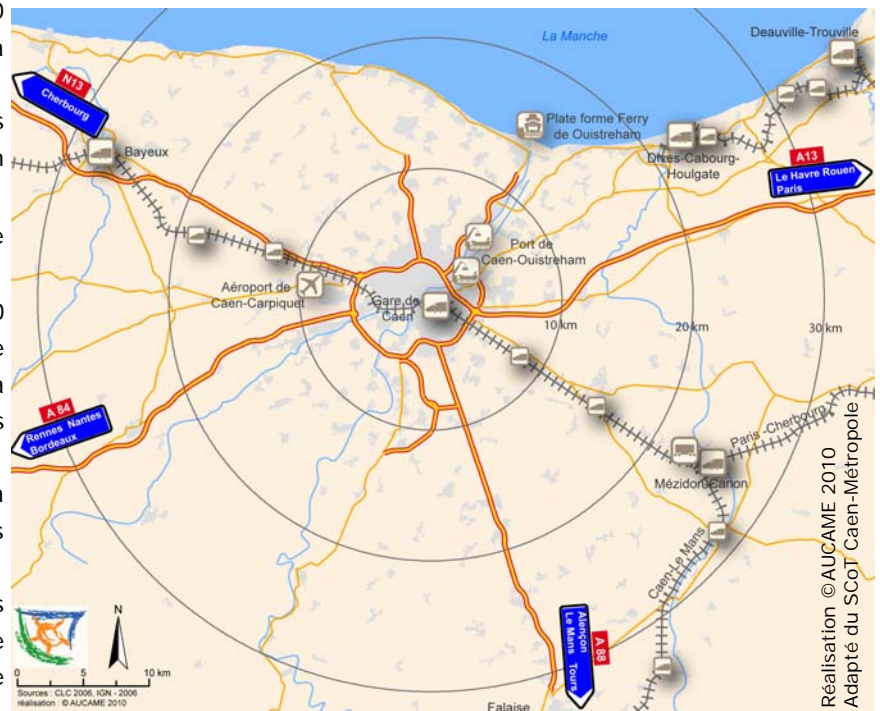 La Manche
Deauville-Trouville
N13
Cherbourg
Plate forme Ferry
de Ouistreham
Bayeux
Dives-Cabourg-
Houlgate
A13
Le Havre Rouen
Paris
Port de
Caen-Ouistreham
Aéroport de
Caen-Carpiquet
Gare de
Caen
10 km
20 km
30 km
A 84
Rennes Nantes
Bordeaux
Paris -Cherbourg
Mézidon-Canon
Caen-Le Mans
N
0 5 10 km
Sources : CLC 2006, IGN - 2006
réalisation : © AUCAME 2010
Alençon
Le Mans Tours
A 88
Falaise
Réalisation ©AUCAME 2010
Adapté du SCoT Caen-Métropole